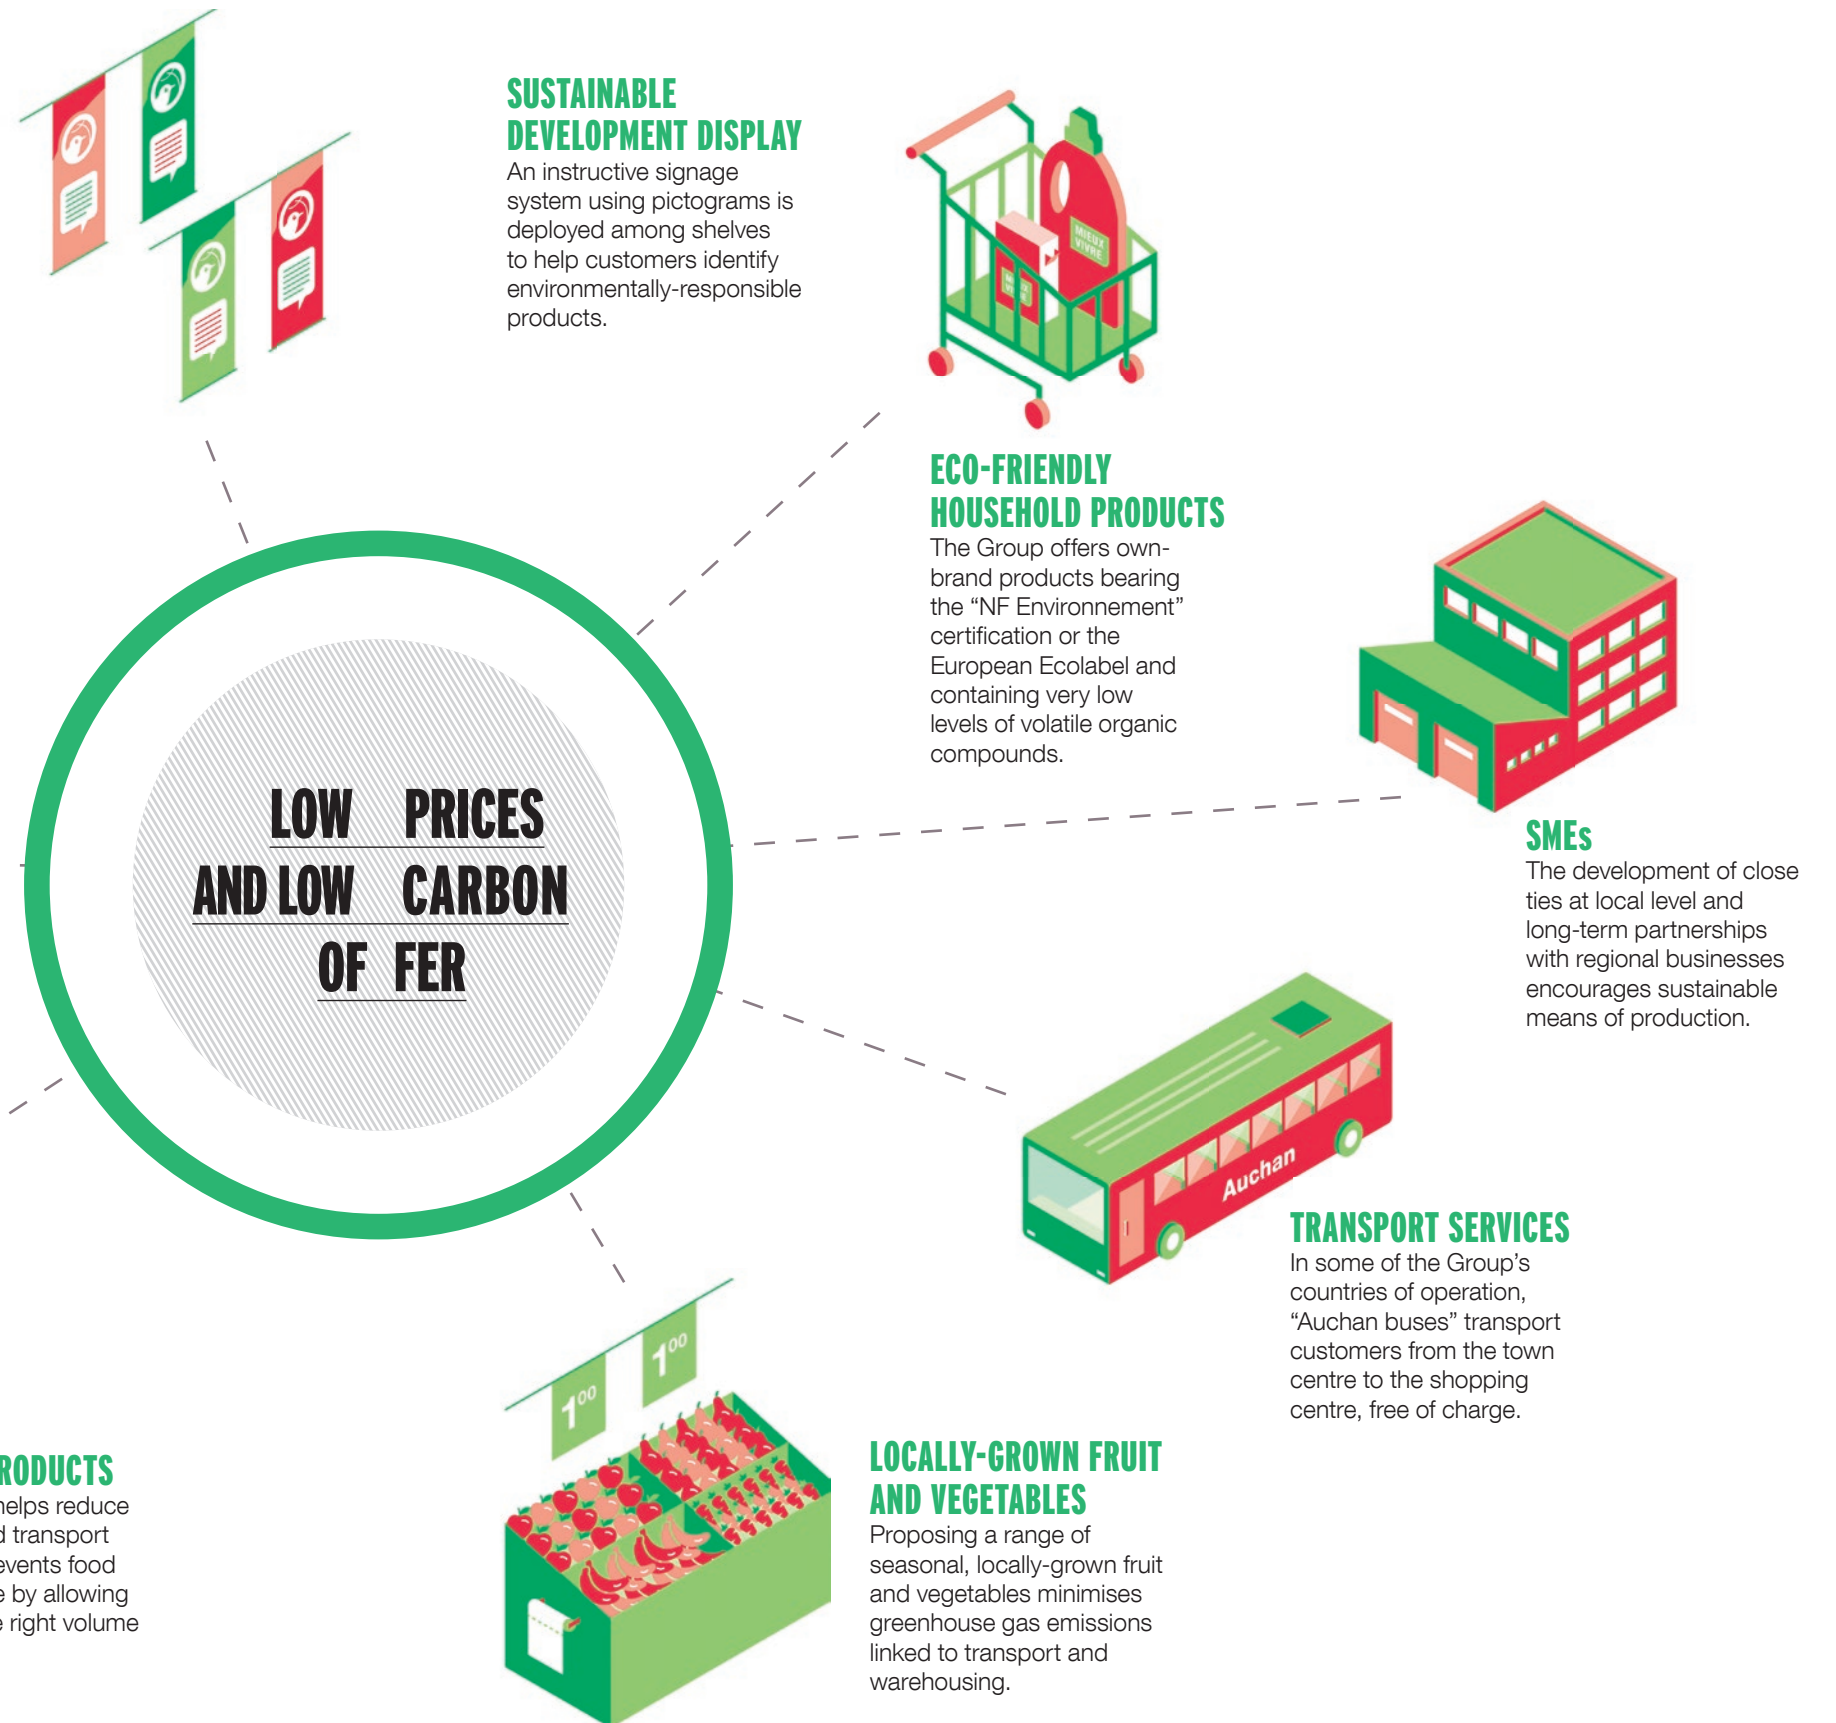 SUSTAINABLE
DEVELOPMENT DISPLAY
An instructive signage
system using pictograms is
deployed among shelves
to help customers identify
environmentally-responsible
products.
MIEUX
VIVRE
MIEUX
VIVRE
ECO-FRIENDLY
HOUSEHOLD PRODUCTS
The Group offers own-
brand products bearing
the “NF Environnement”
certification or the
European Ecolabel and
containing very low
levels of volatile organic
compounds.
LOW PRICES
AND LOW CARBON
OF FER
SMEs
The development of close
ties at local level and
long-term partnerships
with regional businesses
encourages sustainable
means of production.
Auchan
TRANSPORT SERVICES
In some of the Group’s
countries of operation,
“Auchan buses” transport
customers from the town
centre to the shopping
centre, free of charge.
100
100
LOCALLY-GROWN FRUIT
AND VEGETABLES
Proposing a range of
seasonal, locally-grown fruit
and vegetables minimises
greenhouse gas emissions
linked to transport and
warehousing.
RODUCTS
helps reduce
d transport
events food
e by allowing
e right volume